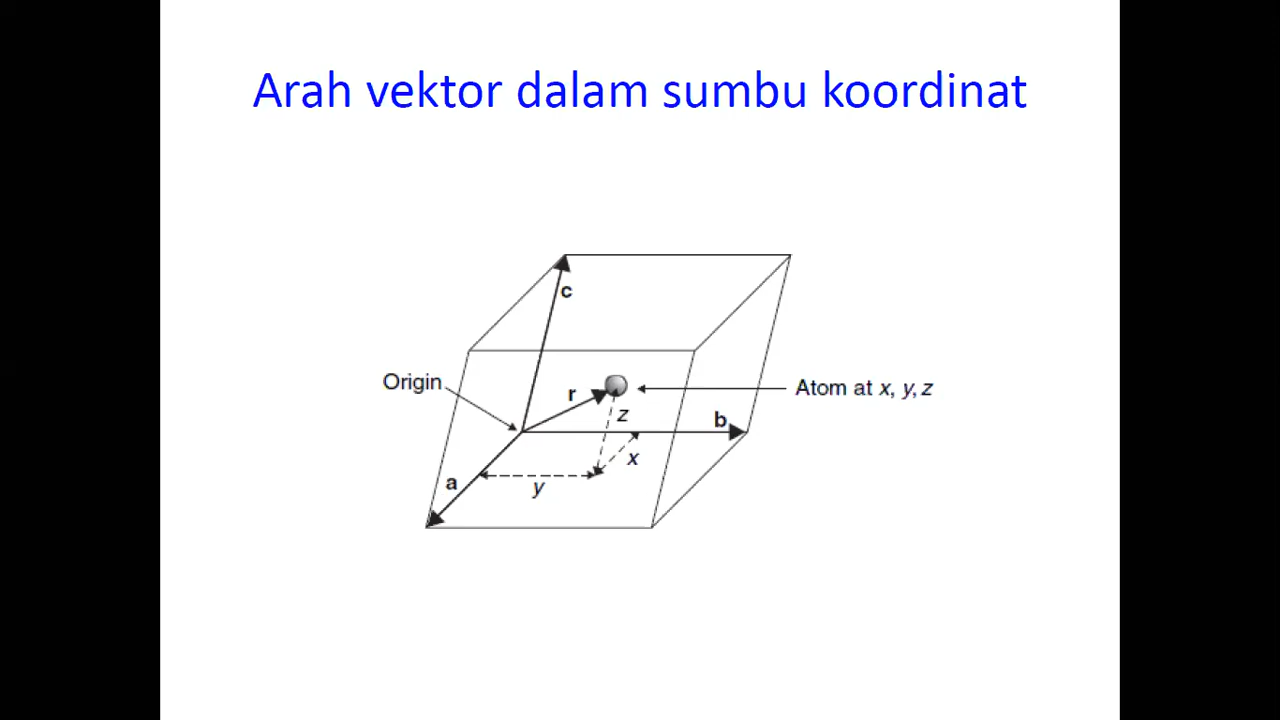 Arah vektor dalam sumbu koordinat
c
Origin
r
Atom at x, y, z
z
b
x
a
y